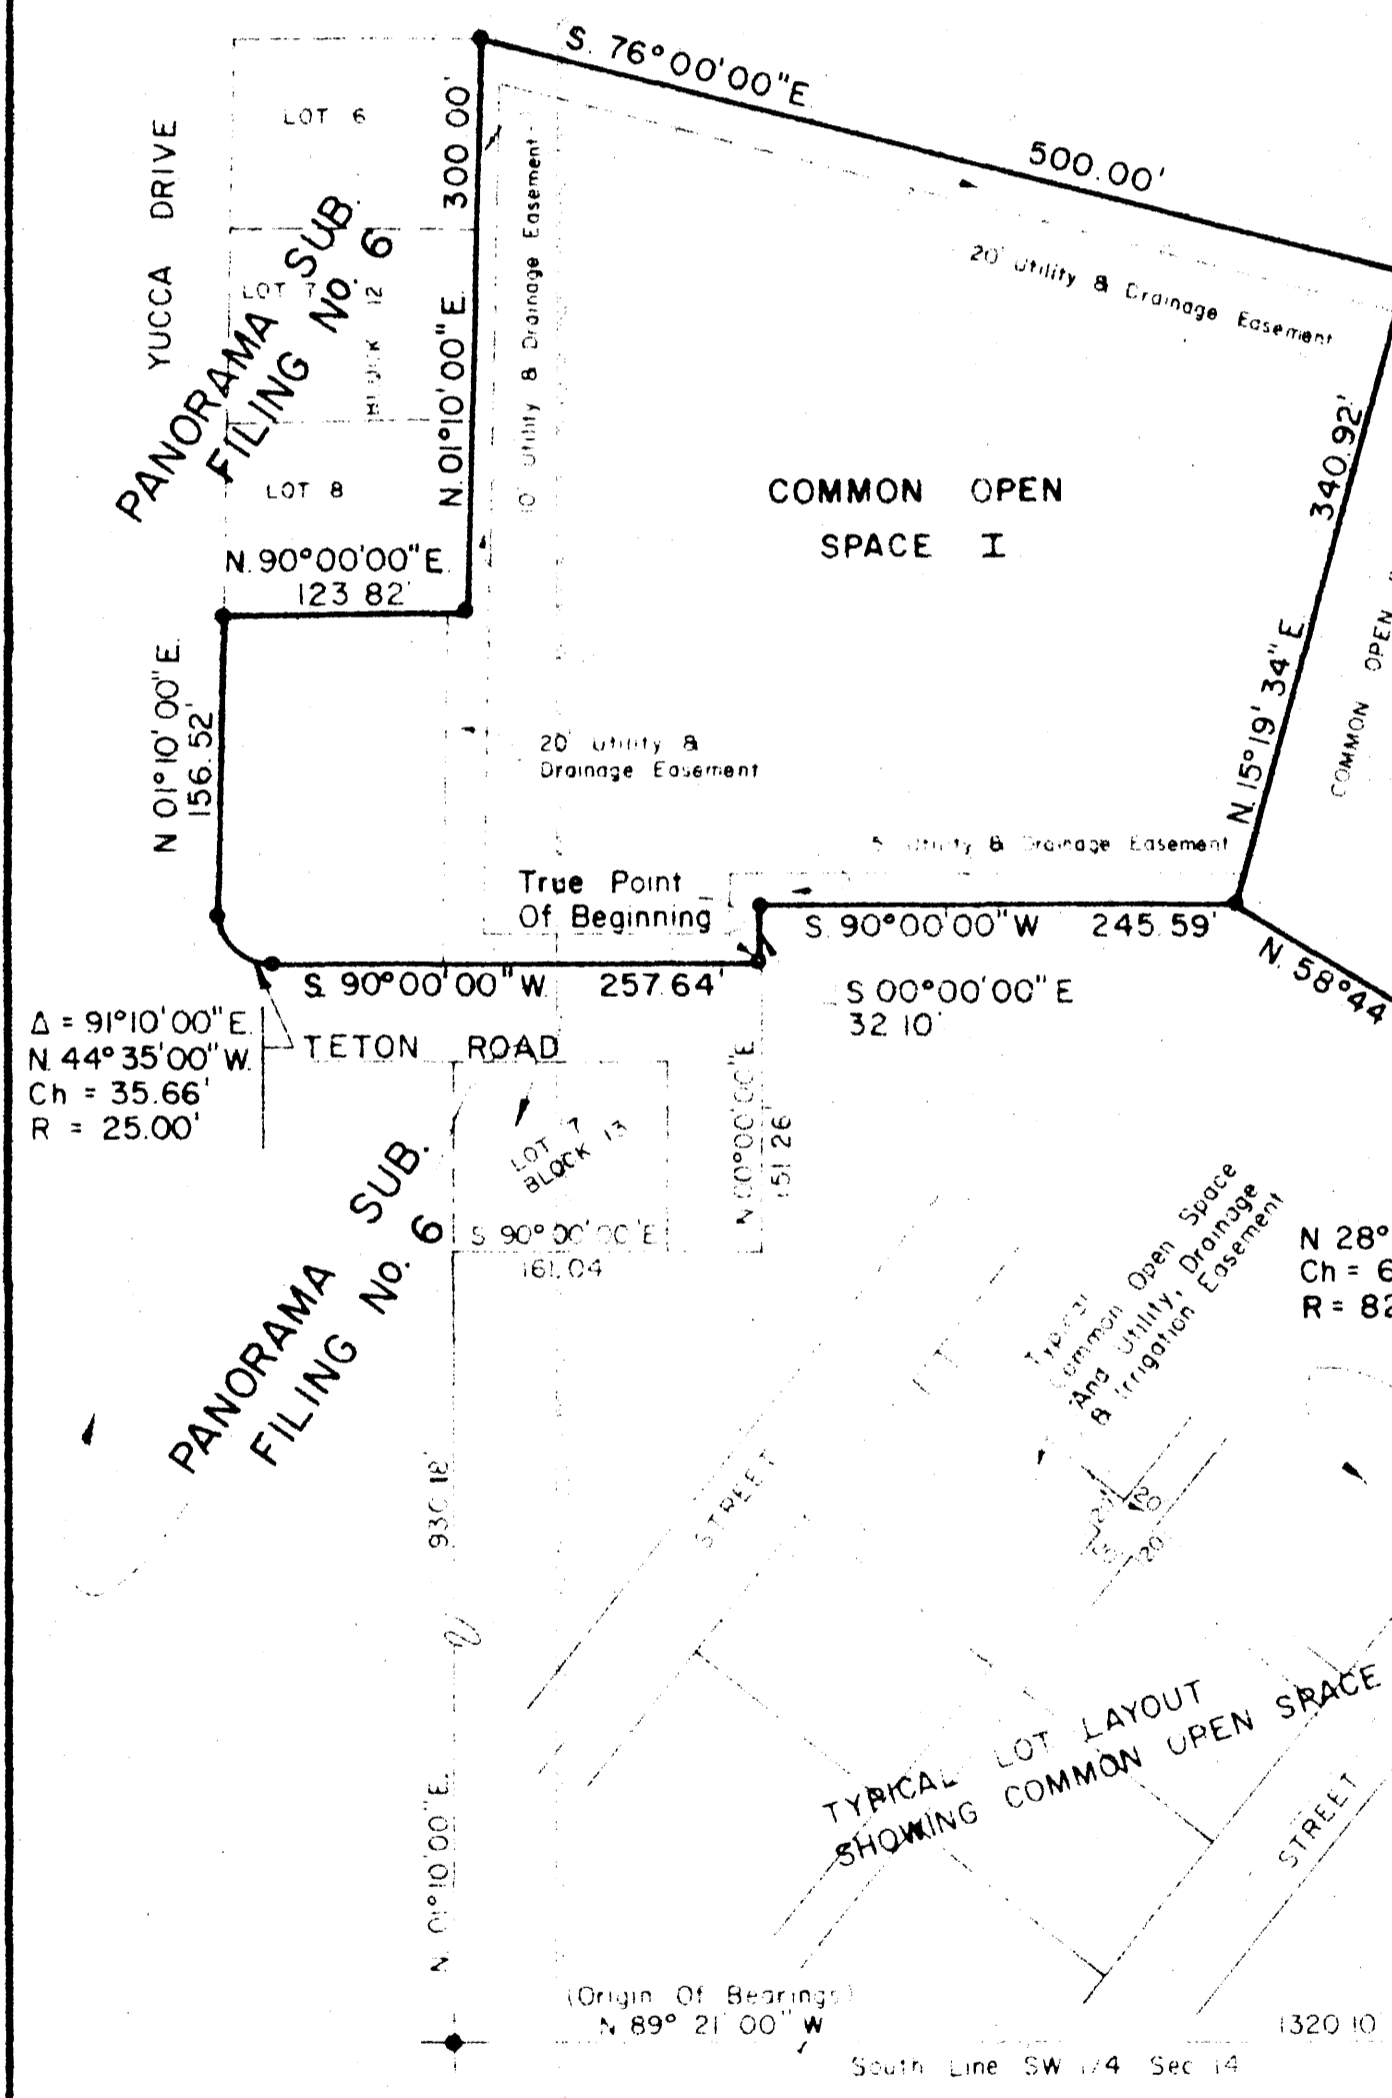 S. 76°00'00"E.
500.00'
LOT 6
300.00'
YUCCA DRIVE
PANORAMA SUB.
FILING No. 6
LOT 7
BLOCK 12
LOT 8
N. 01°10'00"E.
10' Utility & Drainage Easement
20' Utility & Drainage Easement
COMMON OPEN
SPACE I
340.92'
N. 15°19'34"E.
COMMON OPEN
N. 90°00'00"E.
123.82'
N 01°10'00"E.
156.52'
20' Utility &
Drainage Easement
5' Utility & Drainage Easement
True Point
Of Beginning
S. 90°00'00"W 245.59'
N. 58°44
S. 90°00'00"W. 257.64'
S 00°00'00"E
32.10'
Δ = 91°10'00"E.
N. 44°35'00"W.
Ch = 35.66'
R = 25.00'
TETON ROAD
LOT 7
BLOCK 13
N 00°00'00"E
151.26'
PANORAMA SUB.
FILING No. 6
S 90°00'00"E
161.04
Typical
Common Open Space
And Utility, Drainage
& Irrigation Easement
N 28°
Ch = 6
R = 82
930.18'
STREET
20'
20'
N. 01°10'00"E.
TYPICAL LOT LAYOUT
SHOWING COMMON OPEN SPACE
STREET
(Origin Of Bearings)
N 89° 21' 00" W
1320.10
South Line SW 1/4 Sec 14